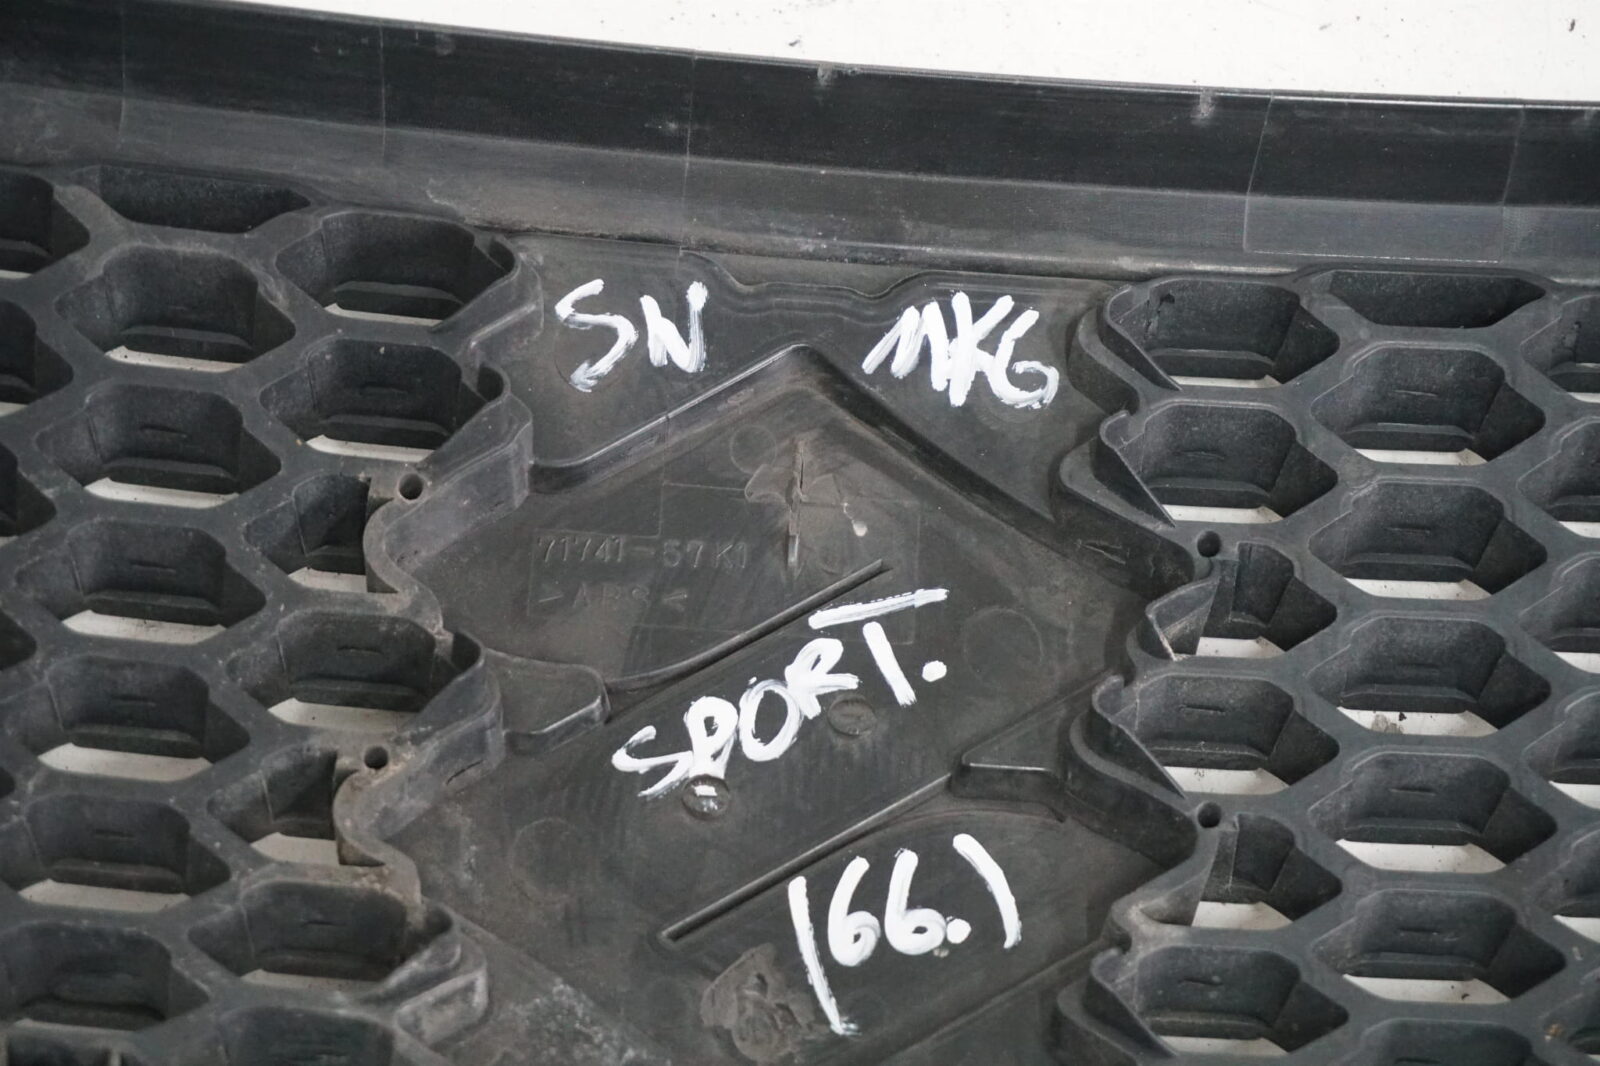 SN MKG
71741-57K1
>ABS<
SPORT.
166.1